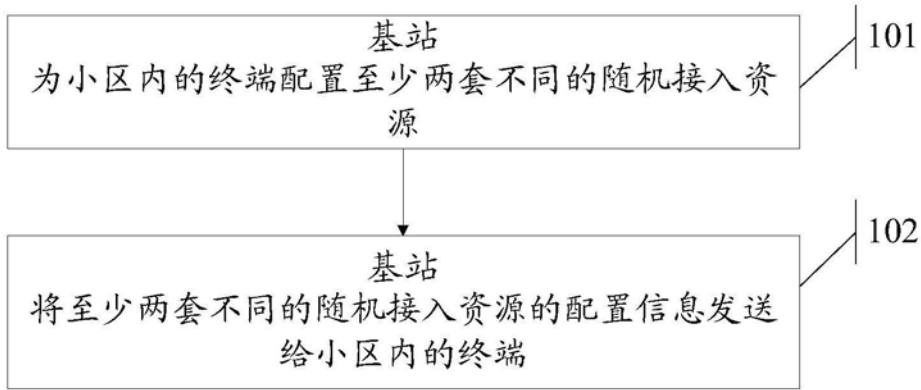 基站
101
为小区内的终端配置至少两套不同的随机接入资
源
基站
102
将至少两套不同的随机接入资源的配置信息发送
给小区内的终端